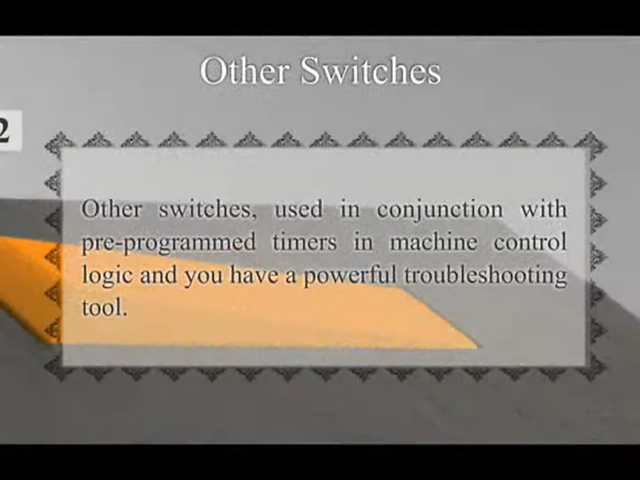 Other Switches
2
Other switches, used in conjunction with
pre-programmed timers in machine control
logic and you have a powerful troubleshooting
tool.